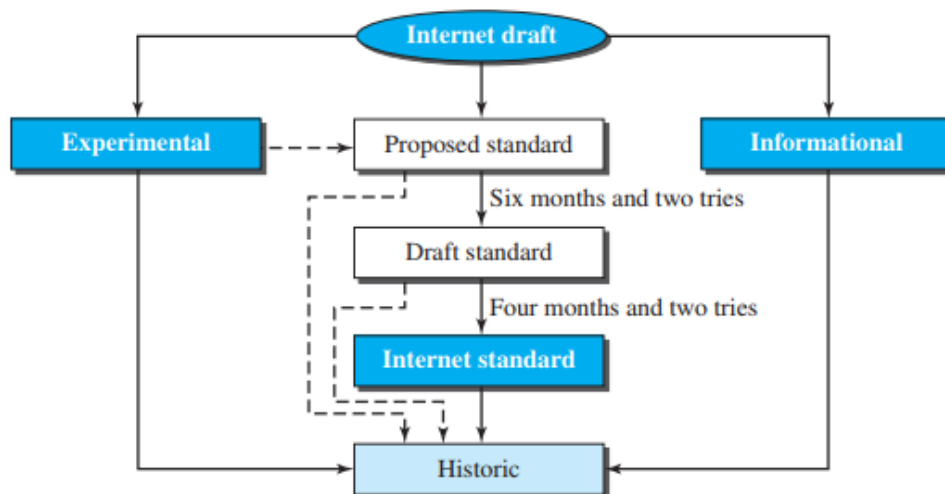 Internet draft
Experimental
Proposed standard
Informational
Six months and two tries
Draft standard
Four months and two tries
Internet standard
Historic